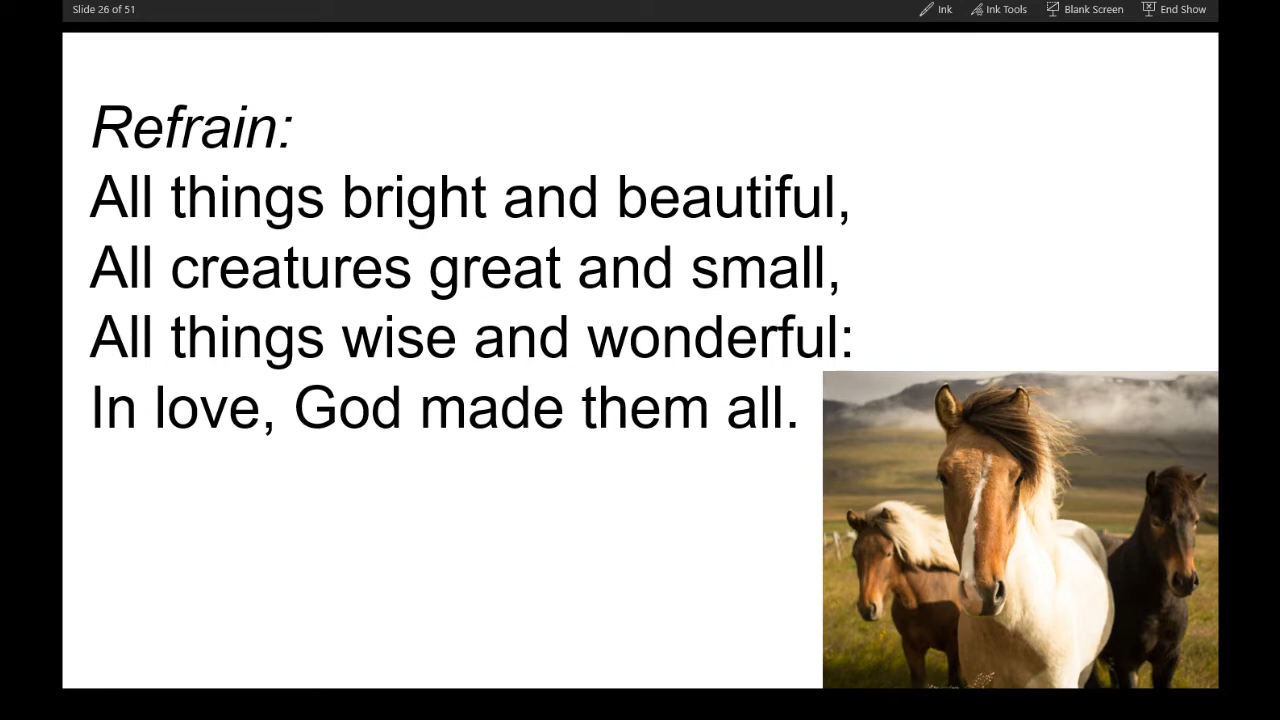 Slide 26 of 51
Ink
Ink Tools
Blank Screen
End Show
Refrain:
All things bright and beautiful,
All creatures great and small,
All things wise and wonderful:
In love, God made them all.